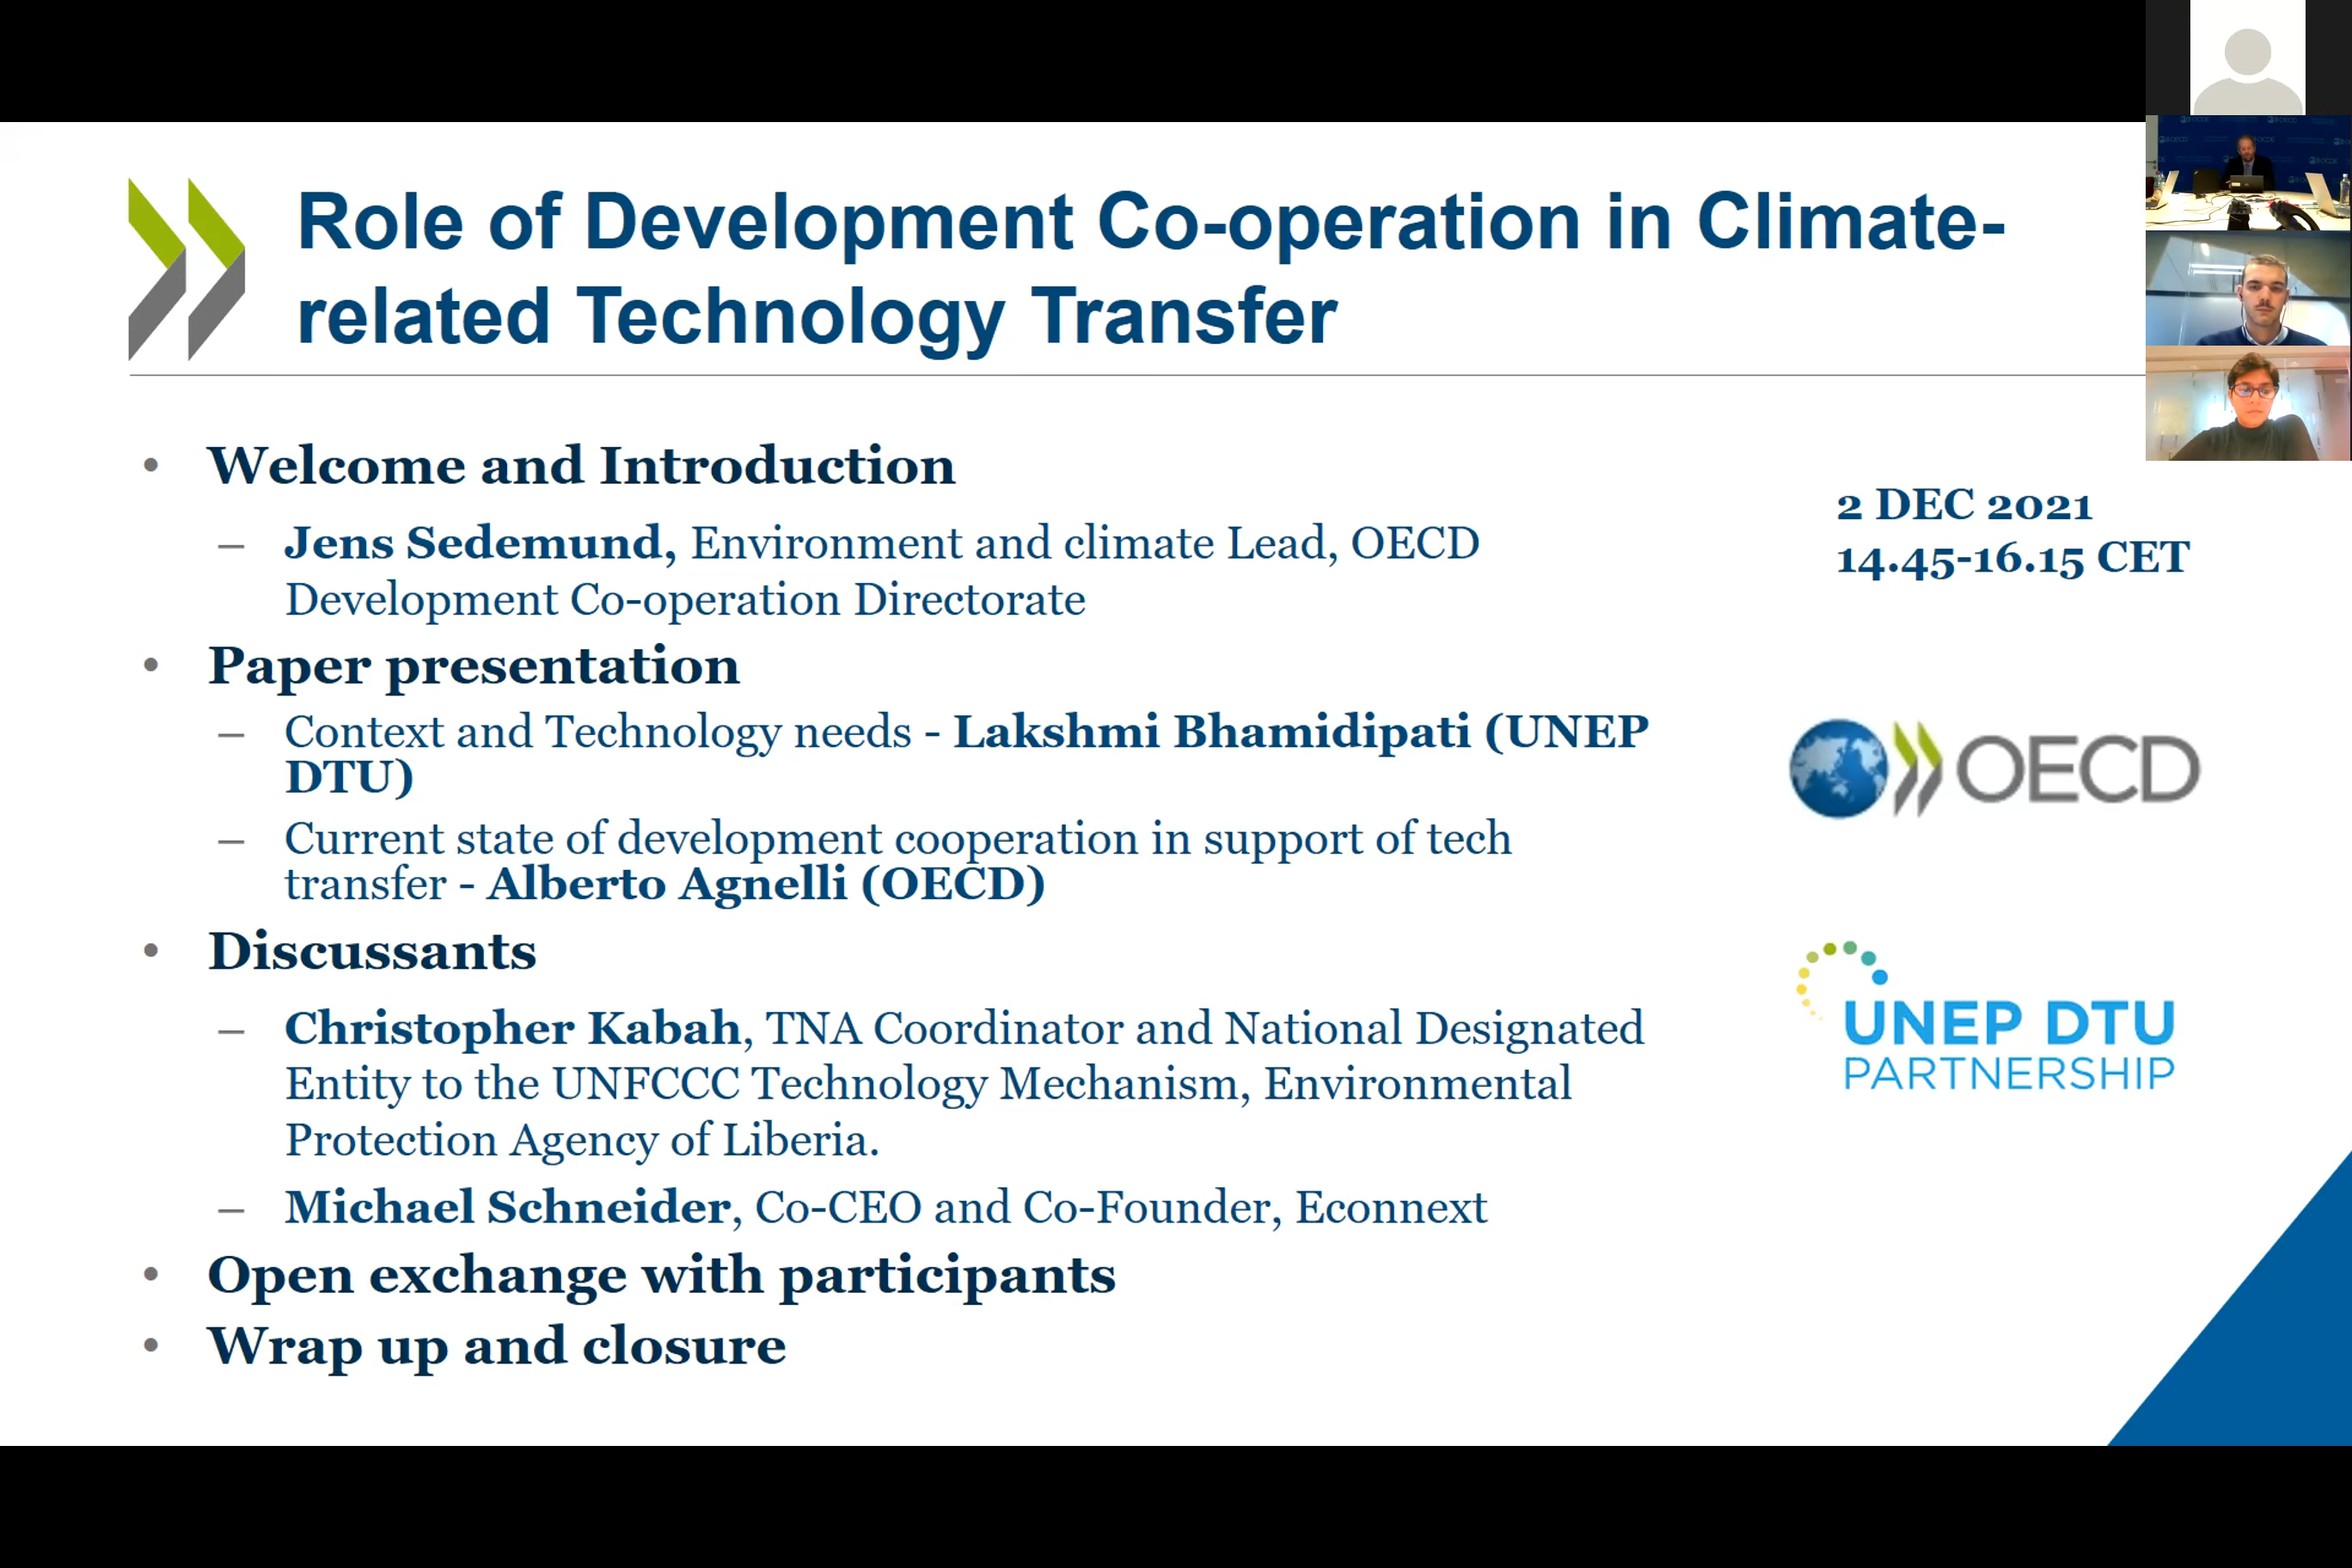 Role of Development Co-operation in Climate-
related Technology Transfer
• Welcome and Introduction
– Jens Sedemund, Environment and climate Lead, OECD
Development Co-operation Directorate
• Paper presentation
– Context and Technology needs - Lakshmi Bhamidipati (UNEP
DTU)
– Current state of development cooperation in support of tech
transfer - Alberto Agnelli (OECD)
• Discussants
– Christopher Kabah, TNA Coordinator and National Designated
Entity to the UNFCCC Technology Mechanism, Environmental
Protection Agency of Liberia.
– Michael Schneider, Co-CEO and Co-Founder, Econnext
• Open exchange with participants
• Wrap up and closure
2 DEC 2021
14.45-16.15 CET
OECD
UNEP DTU
PARTNERSHIP